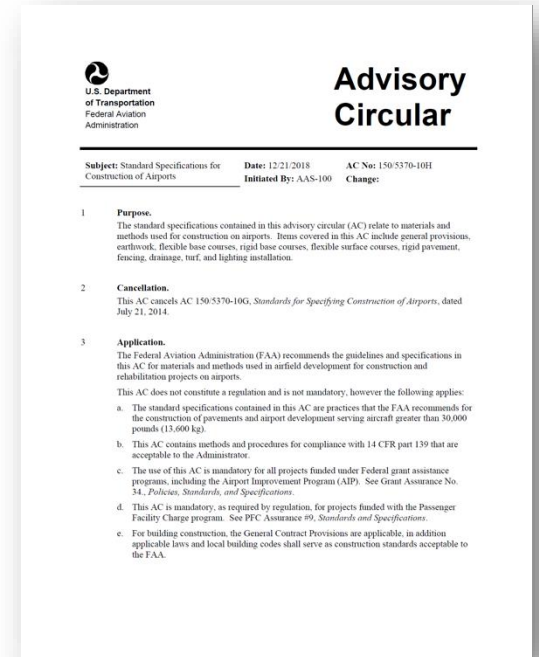 U.S. Department
of Transportation
Federal Aviation
Administration
Advisory
Circular
Subject: Standard Specifications for
Construction of Airports
Date: 12/21/2018
Initiated By: AAS-100
AC No: 150/5370-10H
Change:
1 Purpose.
The standard specifications contained in this advisory circular (AC) relate to materials and
methods used for construction on airports. Items covered in this AC include general provisions,
earthwork, flexible base courses, rigid base courses, flexible surface courses, rigid pavement,
fencing, drainage, turf, and lighting installation.
2 Cancellation.
This AC cancels AC 150/5370-10G, Standards for Specifying Construction of Airports, dated
July 21, 2014.
3 Application.
The Federal Aviation Administration (FAA) recommends the guidelines and specifications in
this AC for materials and methods used in airfield development for construction and
rehabilitation projects on airports.
This AC does not constitute a regulation and is not mandatory, however the following applies:
a. The standard specifications contained in this AC are practices that the FAA recommends for
the construction of pavements and airport development serving aircraft greater than 30,000
pounds (13,600 kg).
b. This AC contains methods and procedures for compliance with 14 CFR part 139 that are
acceptable to the Administrator.
c. The use of this AC is mandatory for all projects funded under Federal grant assistance
programs, including the Airport Improvement Program (AIP). See Grant Assurance No.
34., Policies, Standards, and Specifications.
d. This AC is mandatory, as required by regulation, for projects funded with the Passenger
Facility Charge program. See PFC Assurance #9, Standards and Specifications.
e. For building construction, the General Contract Provisions are applicable, in addition
applicable laws and local building codes shall serve as construction standards acceptable to
the FAA.